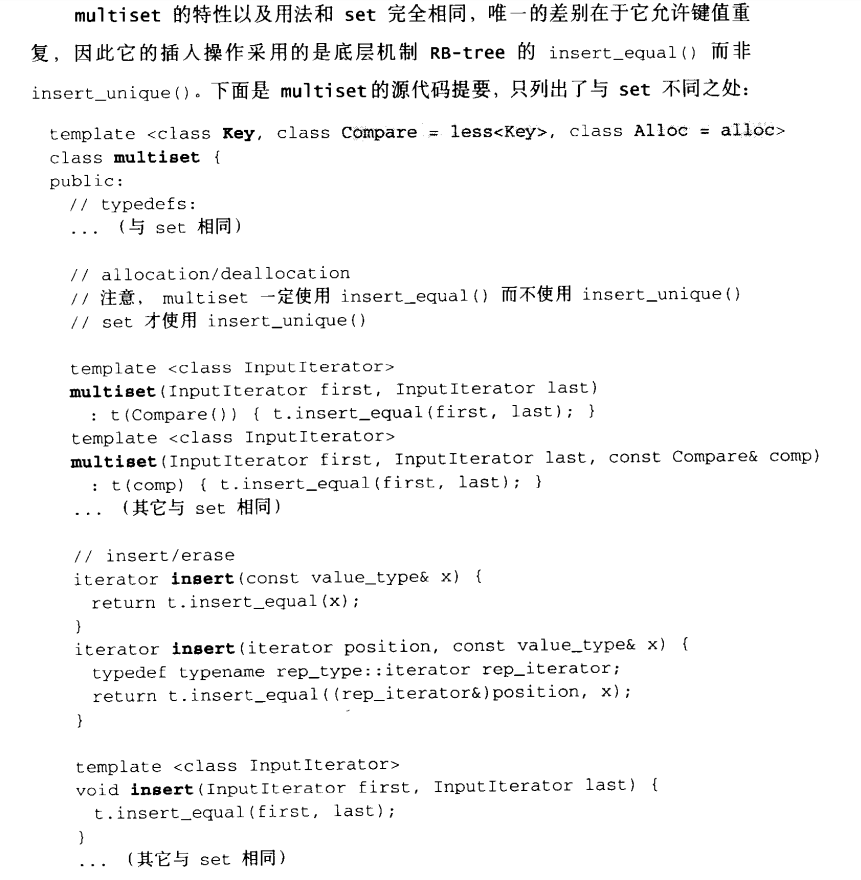 multiset 的特性以及用法和 set 完全相同，唯一的差别在于它允许键值重
复，因此它的插入操作采用的是底层机制 RB-tree 的 insert_equal() 而非
insert_unique()。下面是 multiset的源代码提要，只列出了与 set 不同之处：
template <class Key, class Compare = less<Key>, class Alloc = alloc>
class multiset {
public:
// typedefs:
... （与 set 相同）
// allocation/deallocation
// 注意， multiset 一定使用 insert_equal() 而不使用 insert_unique()
// set 才使用 insert_unique()
template <class InputIterator>
multiset(InputIterator first, InputIterator last)
: t(Compare()) { t.insert_equal(first, last); }
template <class InputIterator>
multiset(InputIterator first, InputIterator last, const Compare& comp)
: t(comp) { t.insert_equal(first, last); }
... （其它与 set 相同）
// insert/erase
iterator insert(const value_type& x) {
return t.insert_equal(x);
}
iterator insert(iterator position, const value_type& x) {
typedef typename rep_type::iterator rep_iterator;
return t.insert_equal((rep_iterator&)position, x);
}
template <class InputIterator>
void insert(InputIterator first, InputIterator last) {
t.insert_equal(first, last);
}
... （其它与 set 相同）